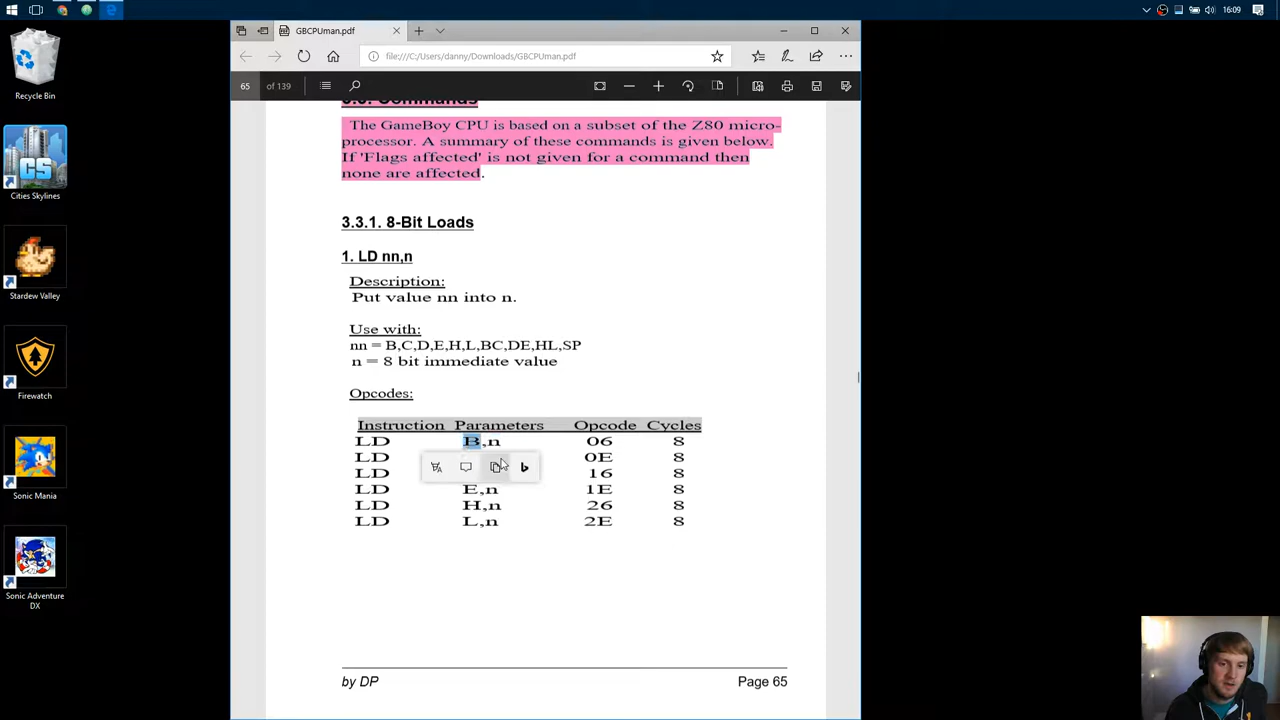 16:09
GBCPUman.pdf
file:///C:/Users/danny/Downloads/GBCPUman.pdf
65 of 139
Recycle Bin
CS
Cities Skylines
Stardew Valley
Firewatch
Sonic Mania
Sonic Adventure
DX
3.3. Commands
The GameBoy CPU is based on a subset of the Z80 micro-
processor. A summary of these commands is given below.
If 'Flags affected' is not given for a command then
none are affected.
3.3.1. 8-Bit Loads
1. LD nn,n
Description:
Put value nn into n.
Use with:
nn = B,C,D,E,H,L,BC,DE,HL,SP
n = 8 bit immediate value
Opcodes:
Instruction Parameters Opcode Cycles
LD B,n 06 8
LD 0E 8
LD 16 8
LD E,n 1E 8
LD H,n 26 8
LD L,n 2E 8
by DP Page 65